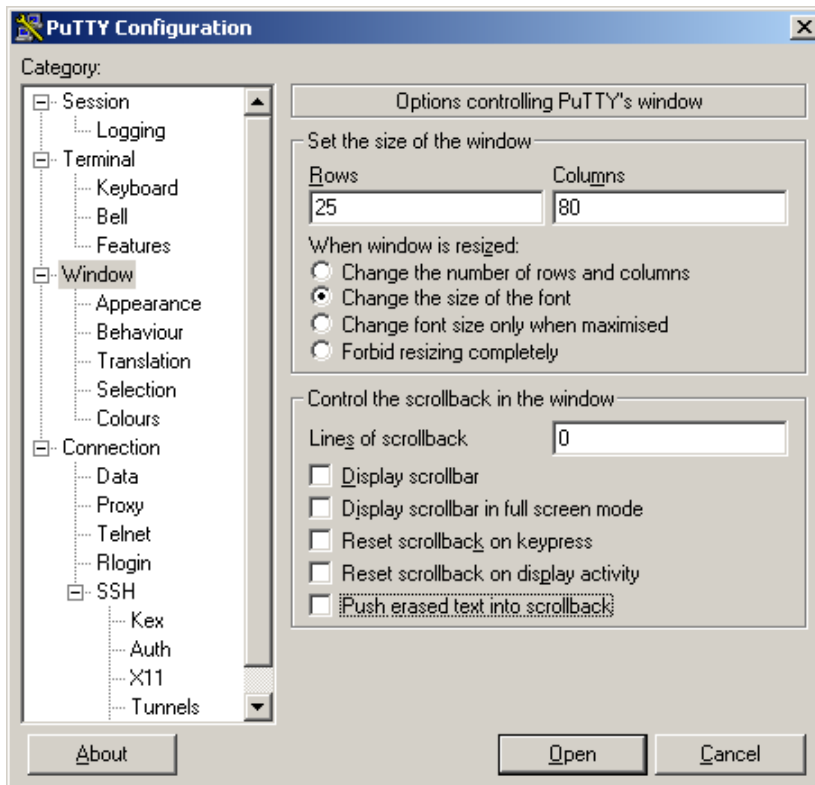 PuTTY Configuration
Category:
Session
Logging
Terminal
Keyboard
Bell
Features
Window
Appearance
Behaviour
Translation
Selection
Colours
Connection
Data
Proxy
Telnet
Rlogin
SSH
Kex
Auth
X11
Tunnels
Options controlling PuTTY's window
Set the size of the window
Rows Columns
25 80
When window is resized:
Change the number of rows and columns
Change the size of the font
Change font size only when maximised
Forbid resizing completely
Control the scrollback in the window
Lines of scrollback 0
Display scrollbar
Display scrollbar in full screen mode
Reset scrollback on keypress
Reset scrollback on display activity
Push erased text into scrollback
About Open Cancel